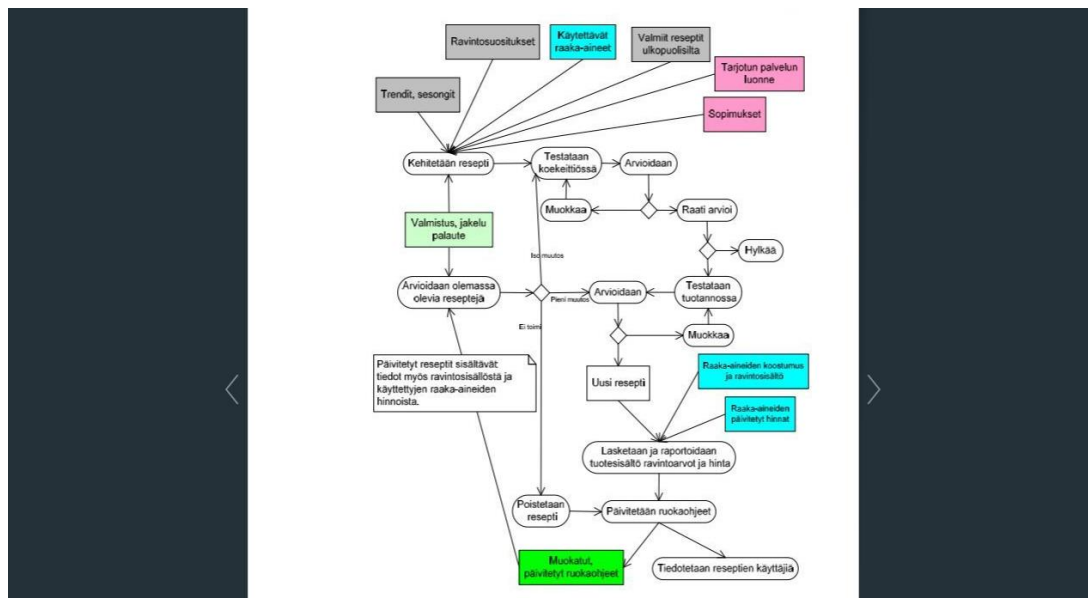 Ravintosuositukset
Käytettävät
raaka-aineet
Valmiit reseptit
ulkopuolisilta
Tarjotun palvelun
luonne
Trendit, sesongit
Sopimukset
Kehitetään resepti
Testataan
koekeittiössä
Arvioidaan
Muokkaa
Raati arvioi
Valmistus, jakelu
palaute
Hylkää
Iso muutos
Arvioidaan olemassa
olevia reseptejä
Pieni muutos
Arvioidaan
Testataan
tuotannossa
Ei toimi
Muokkaa
Päivitetyt reseptit sisältävät
tiedot myös ravintosisällöstä ja
käytettyjen raaka-aineiden
hinnoista.
Uusi resepti
Raaka-aineiden koostumus
ja ravintosisältö
Raaka-aineiden
päivitetyt hinnat
Lasketaan ja raportoidaan
tuotesisältö ravintoarvot ja hinta
Poistetaan
resepti
Päivitetään ruokaohjeet
Muokatut,
päivitetyt ruokaohjeet
Tiedotetaan reseptien käyttäjiä